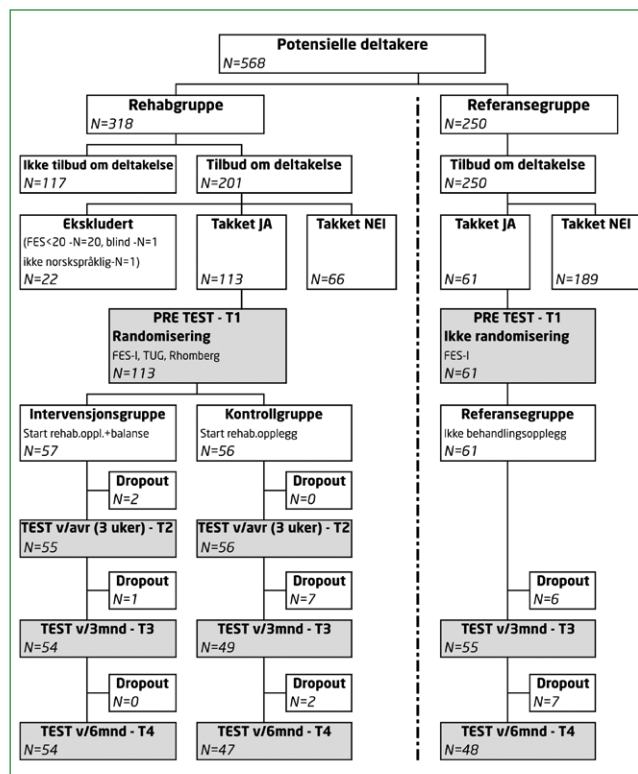 Potensielle deltakere
N=568
Rehabgruppe
N=318
Referansegruppe
N=250
Ikke tilbud om deltakelse
N=117
Tilbud om deltakelse
N=201
Tilbud om deltakelse
N=250
Ekskludert
(FES<20 -N=20, blind -N=1
ikke norskspråklig-N=1)
N=22
Takket JA
N=113
Takket NEI
N=66
Takket JA
N=61
Takket NEI
N=189
PRE TEST - T1
Randomisering
FES-I, TUG, Rhomberg
N=113
PRE TEST - T1
Ikke randomisering
FES-I
N=61
Intervensjonsgruppe
Start rehab.oppl.+balanse
N=57
Kontrollgruppe
Start rehab.opplegg
N=56
Referansegruppe
Ikke behandlingsopplegg
N=61
Dropout
N=2
Dropout
N=0
TEST v/avr (3 uker) - T2
N=55
TEST v/avr (3 uker) - T2
N=56
Dropout
N=1
Dropout
N=7
Dropout
N=6
TEST v/3mnd - T3
N=54
TEST v/3mnd - T3
N=49
TEST v/3mnd - T3
N=55
Dropout
N=0
Dropout
N=2
Dropout
N=7
TEST v/6mnd - T4
N=54
TEST v/6mnd - T4
N=47
TEST v/6mnd - T4
N=48